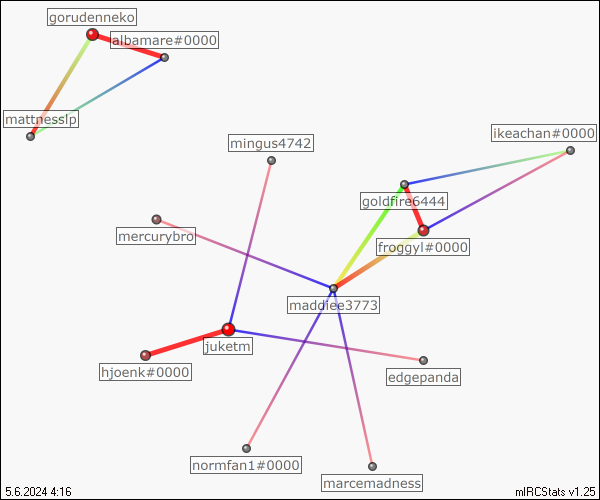 gorudenneko
albamare#0000
mattnesslp
ikeachan#0000
mingus4742
goldfire6444
mercurybro
froggyl#0000
maddiee3773
juketm
hjoenk#0000
edgepanda
normfan1#0000
marcemadness
5.6.2024 4:16
mIRCStats v1.25